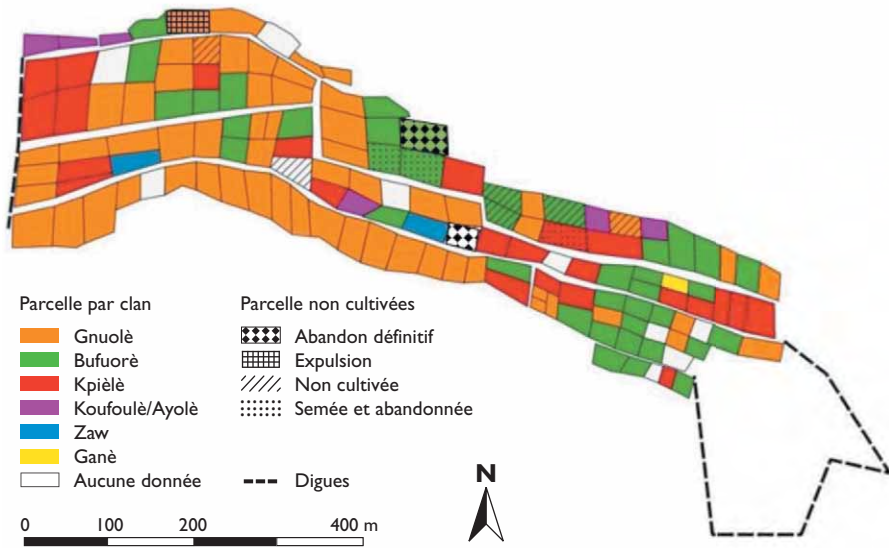 Parcelle par clan
Gnuolè
Bufuorè
Kpièlè
Koufoulè/Ayolè
Zaw
Ganè
Aucune donnée
Parcelle non cultivées
Abandon définitif
Expulsion
Non cultivée
Semée et abandonnée
Digues
0 100 200 400 m
N